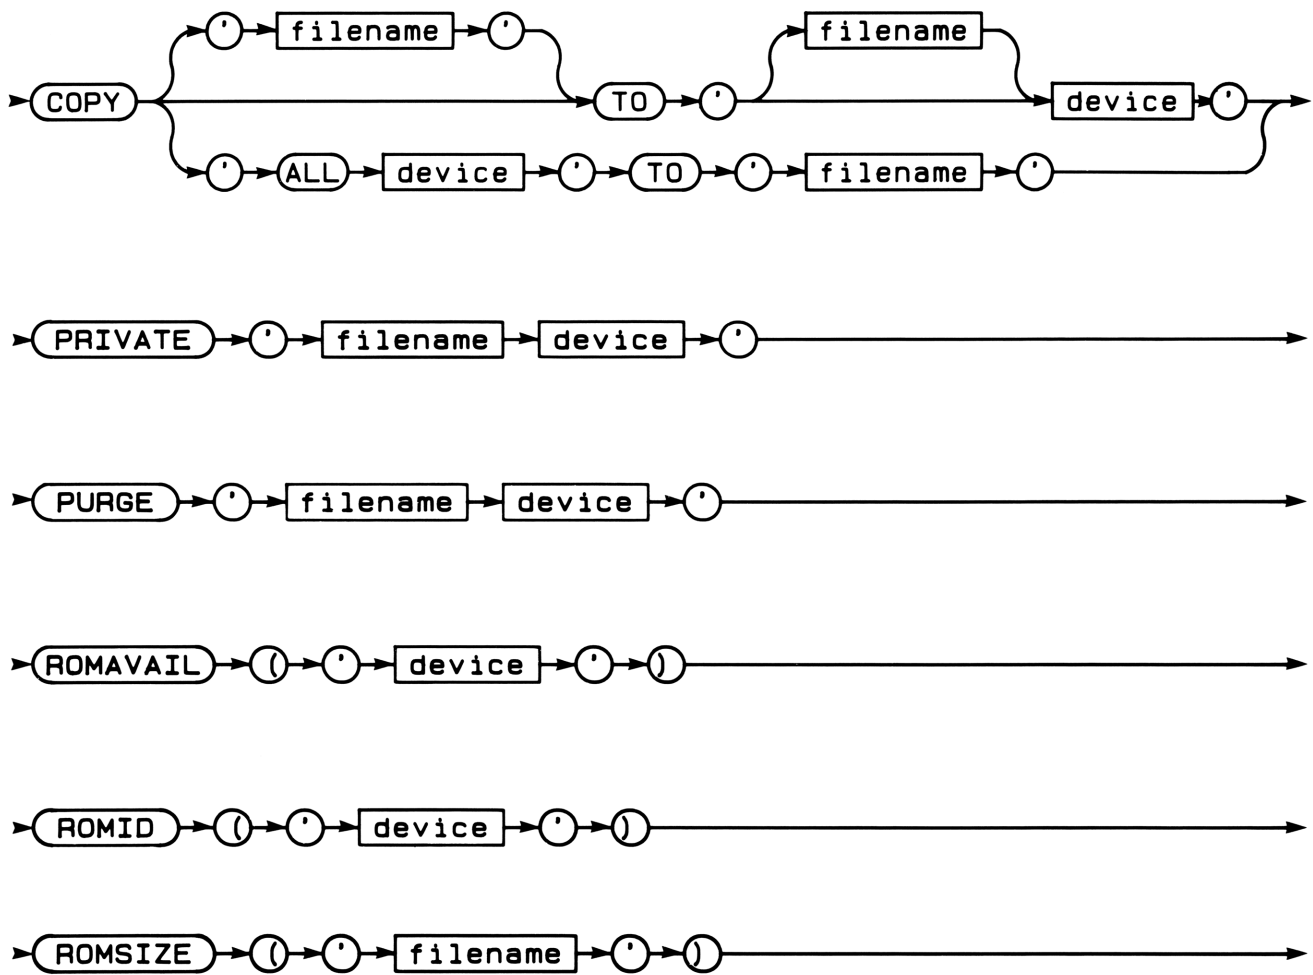 ' filename ' filename
COPY TO ' device '
' ALL device ' TO ' filename '
PRIVATE ' filename device '
PURGE ' filename device '
ROMAVAIL ( ' device ' )
ROMID ( ' device ' )
ROMSIZE ( ' filename ' )